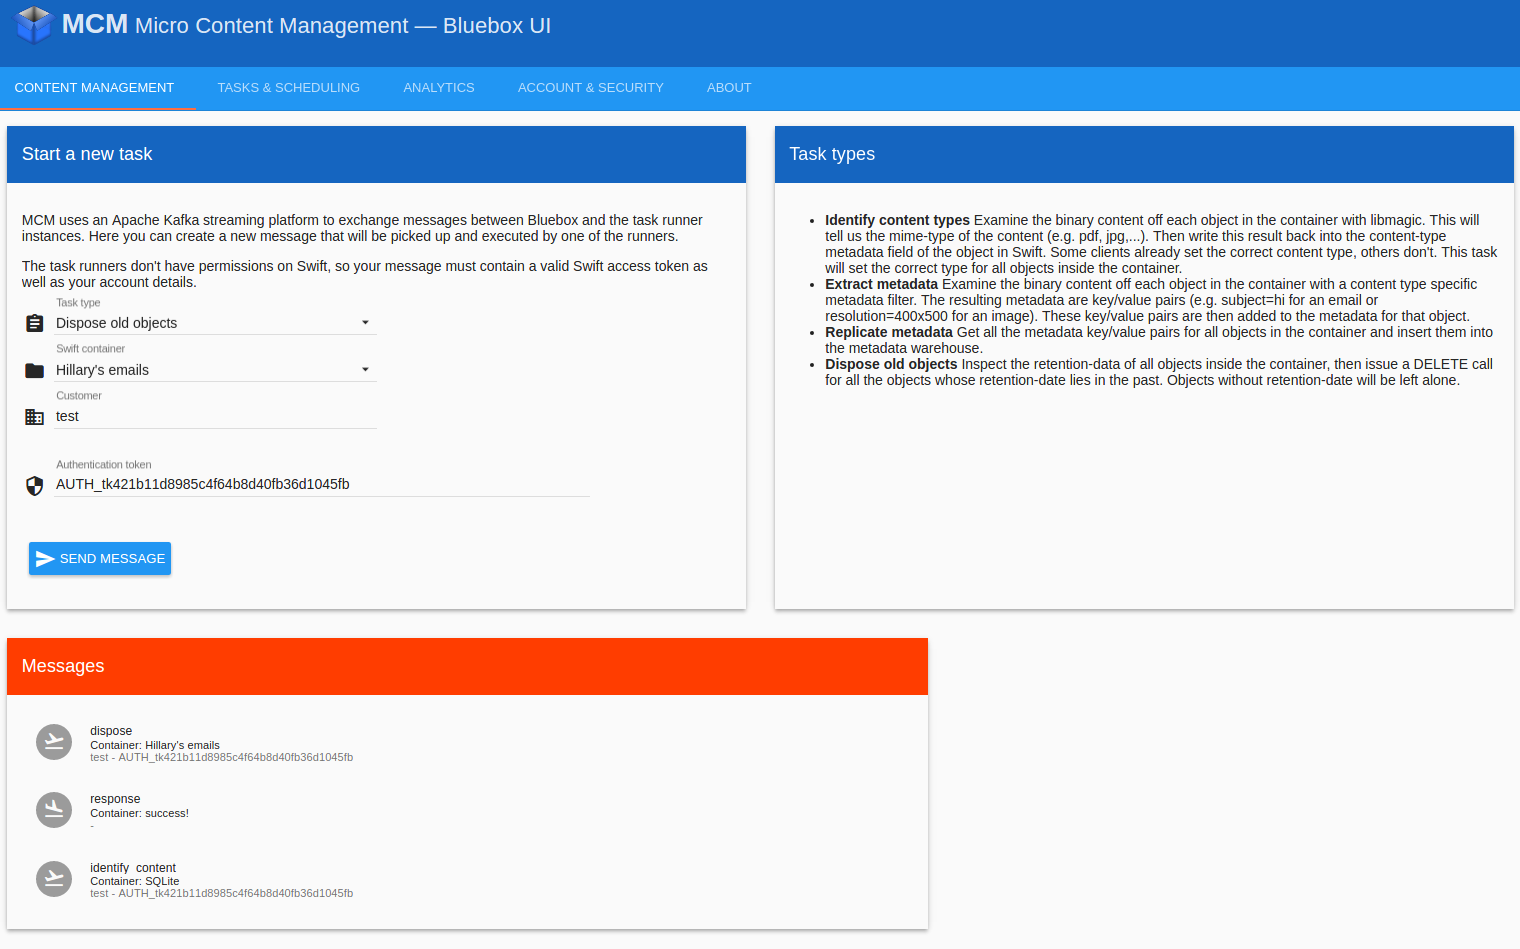 MCM Micro Content Management — Bluebox UI
CONTENT MANAGEMENT TASKS & SCHEDULING ANALYTICS ACCOUNT & SECURITY ABOUT
Start a new task
MCM uses an Apache Kafka streaming platform to exchange messages between Bluebox and the task runner
instances. Here you can create a new message that will be picked up and executed by one of the runners.
The task runners don't have permissions on Swift, so your message must contain a valid Swift access token as
well as your account details.
Task type
Dispose old objects
Swift container
Hillary's emails
Customer
test
Authentication token
AUTH_tk421b11d8985c4f64b8d40fb36d1045fb
SEND MESSAGE
Task types
• Identify content types Examine the binary content off each object in the container with libmagic. This will
tell us the mime-type of the content (e.g. pdf, jpg,...). Then write this result back into the content-type
metadata field of the object in Swift. Some clients already set the correct content type, others don't. This task
will set the correct type for all objects inside the container.
• Extract metadata Examine the binary content off each object in the container with a content type specific
metadata filter. The resulting metadata are key/value pairs (e.g. subject=hi for an email or
resolution=400x500 for an image). These key/value pairs are then added to the metadata for that object.
• Replicate metadata Get all the metadata key/value pairs for all objects in the container and insert them into
the metadata warehouse.
• Dispose old objects Inspect the retention-data of all objects inside the container, then issue a DELETE call
for all the objects whose retention-date lies in the past. Objects without retention-date will be left alone.
Messages
dispose
Container: Hillary's emails
test - AUTH_tk421b11d8985c4f64b8d40fb36d1045fb
response
Container: success!
-
identify_content
Container: SQLite
test - AUTH_tk421b11d8985c4f64b8d40fb36d1045fb